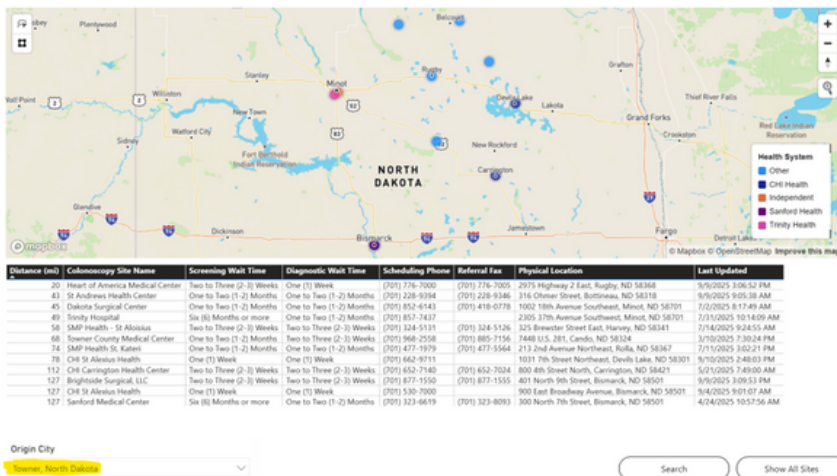 Plentywood
Belcourt
Rugby
Grafton
Stanley
Minot
Williston
Devils Lake
Lakota
Thief River Falls
Wolf Point
2
2
52
New Town
Grand Forks
Red Lake Indian
Reservation
Sidney
Watford City
83
New Rockford
Crookston
Fort Berthold
Indian Reservation
Carrington
NORTH
DAKOTA
Glendive
94
94
Dickinson
Bismarck
94
94
Jamestown
29
Fargo
Detroit Lakes
Health System
Other
CHI Health
Independent
Sanford Health
Trinity Health
mapbox
© Mapbox © OpenStreetMap Improve this map
Distance (mi) Colonoscopy Site Name Screening Wait Time Diagnostic Wait Time Scheduling Phone Referral Fax Physical Location Last Updated
20 Heart of America Medical Center Two to Three (2-3) Weeks One (1) Week (701) 776-7000 (701) 776-7005 2975 Highway 2 East, Rugby, ND 58368 9/9/2025 3:06:52 PM
43 St Andrews Health Center One to Two (1-2) Months One to Two (1-2) Months (701) 228-9394 (701) 228-9346 316 Ohmer Street, Bottineau, ND 58318 9/9/2025 9:05:38 AM
45 Dakota Surgical Center One to Two (1-2) Months One to Two (1-2) Months (701) 852-6143 (701) 418-0778 1002 18th Avenue Southeast, Minot, ND 58701 7/2/2025 8:17:49 AM
49 Trinity Hospital Six (6) Months or more One to Two (1-2) Months (701) 857-7437 2305 37th Avenue Southwest, Minot, ND 58701 7/31/2025 10:14:09 AM
58 SMP Health - St Aloisius Two to Three (2-3) Weeks Two to Three (2-3) Weeks (701) 324-5131 (701) 324-5126 325 Brewster Street East, Harvey, ND 58341 7/14/2025 9:24:55 AM
68 Towner County Medical Center One to Two (1-2) Months One to Two (1-2) Months (701) 968-2558 (701) 885-7156 7448 U.S. 281, Cando, ND 58324 3/10/2025 7:30:24 PM
74 SMP Health St. Kateri One to Two (1-2) Months One to Two (1-2) Months (701) 477-1979 (701) 477-5564 213 2nd Avenue Northeast, Rolla, ND 58367 7/11/2025 3:02:21 PM
78 CHI St Alexius Health One (1) Week One (1) Week (701) 662-9711 1031 7th Street Northeast, Devils Lake, ND 58301 9/10/2025 2:48:03 PM
112 CHI Carrington Health Center Two to Three (2-3) Weeks Two to Three (2-3) Weeks (701) 652-7140 (701) 652-7024 800 4th Street North, Carrington, ND 58421 5/21/2025 7:49:00 AM
127 Brightside Surgical, LLC Two to Three (2-3) Weeks Two to Three (2-3) Weeks (701) 877-1550 (701) 877-1555 401 North 9th Street, Bismarck, ND 58501 9/9/2025 3:09:53 PM
127 CHI St Alexius Health One (1) Week One (1) Week (701) 530-7000 900 East Broadway Avenue, Bismarck, ND 58501 9/4/2025 9:01:07 AM
127 Sanford Medical Center Six (6) Months or more One to Two (1-2) Months (701) 323-6619 (701) 323-8093 300 North 7th Street, Bismarck, ND 58501 4/24/2025 10:57:56 AM
Origin City
Towner, North Dakota
Search
Show All Sites